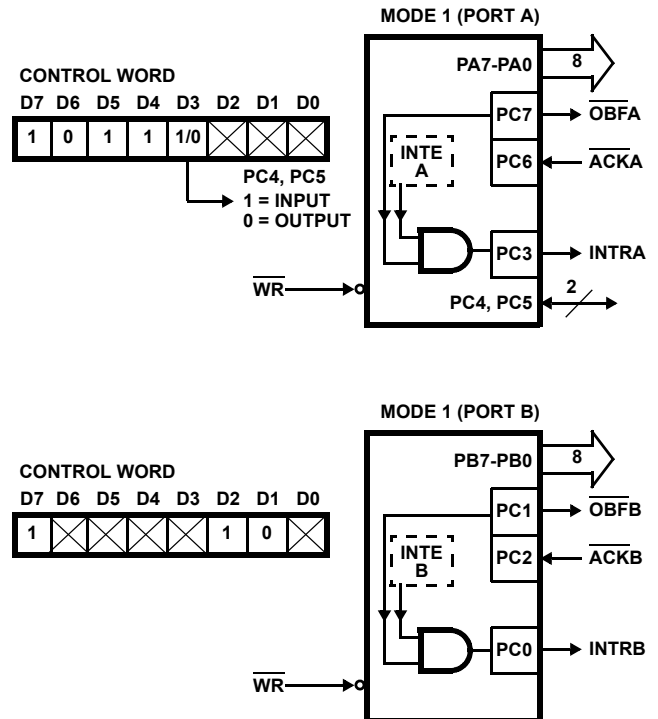 MODE 1 (PORT A)
CONTROL WORD
D7 D6 D5 D4 D3 D2 D1 D0
1 0 1 1 1/0
PC4, PC5
1 = INPUT
0 = OUTPUT
WR
PA7-PA0
8
PC7
OBFA
INTE
A
PC6
ACKA
PC3
INTRA
PC4, PC5
2
MODE 1 (PORT B)
CONTROL WORD
D7 D6 D5 D4 D3 D2 D1 D0
1 1 0
WR
PB7-PB0
8
PC1
OBFB
INTE
B
PC2
ACKB
PC0
INTRB